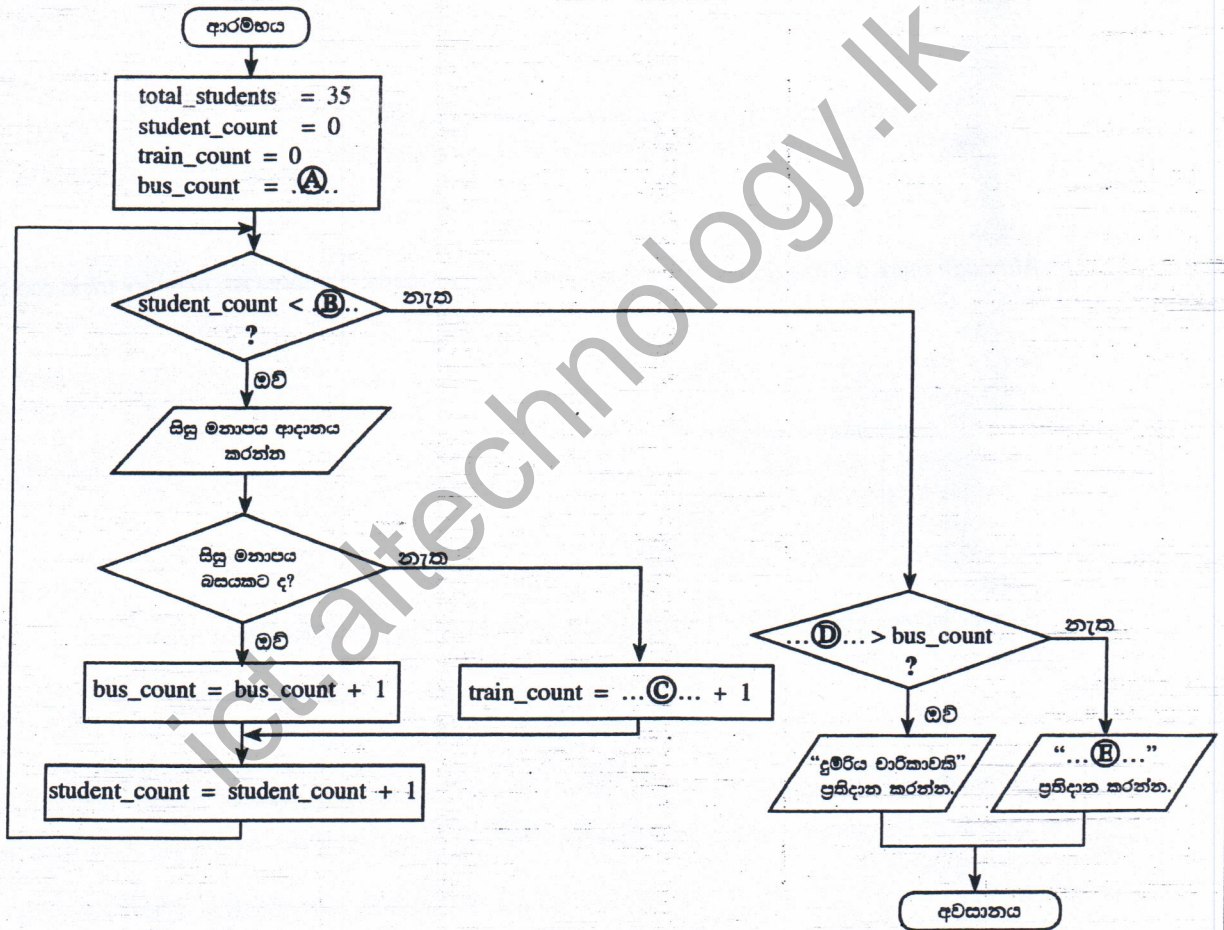 ආරම්භය
total_students = 35
student_count = 0
train_count = 0
bus_count = ..Ⓐ..
student_count < ..Ⓑ..
?
නැත
ඔව්
සිසු මනාපය ආදානය
කරන්න
සිසු මනාපය
බසයකට ද?
නැත
ඔව්
bus_count = bus_count + 1
train_count = ...Ⓒ... + 1
student_count = student_count + 1
...Ⓓ... > bus_count
?
නැත
ඔව්
“දුම්රිය චාරිකාවකි”
ප්‍රතිදාන කරන්න.
“...Ⓔ...”
ප්‍රතිදාන කරන්න.
අවසානය
ict.altechnology.lk